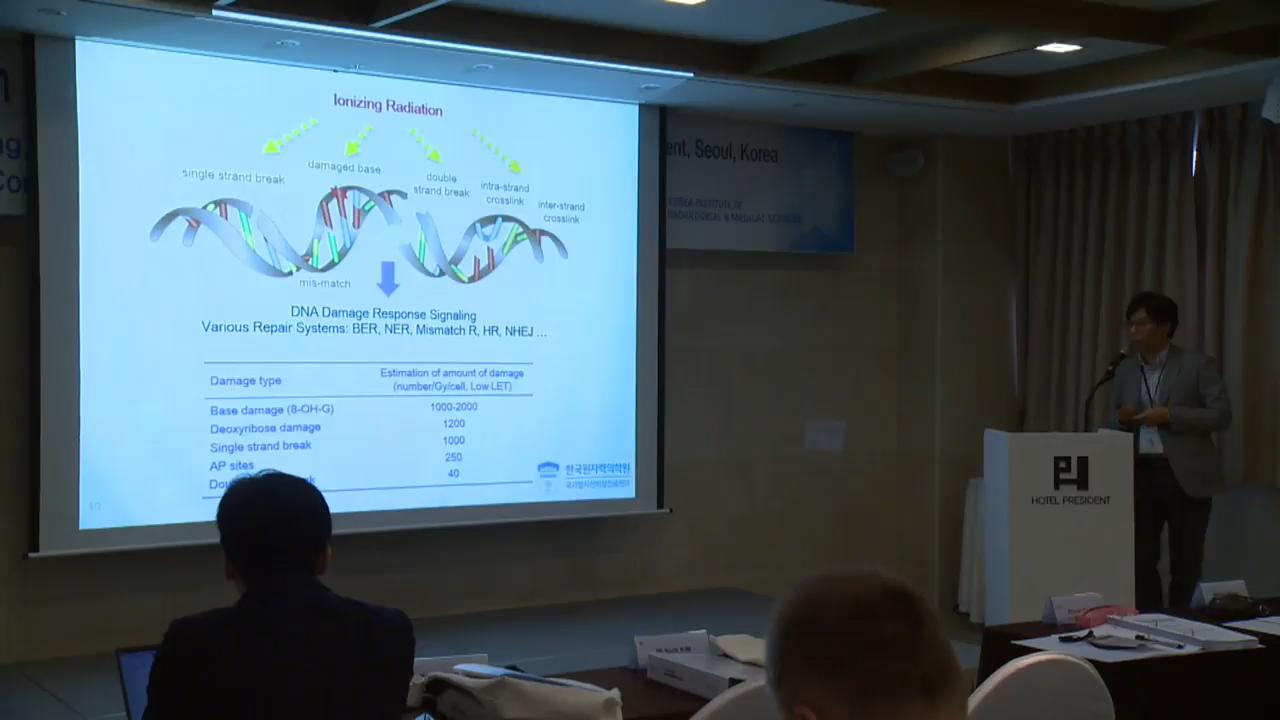 Ionizing Radiation
single strand break
damaged base
double
strand break
intra-strand
crosslink
inter-strand
crosslink
mis-match
DNA Damage Response Signaling
Various Repair Systems: BER, NER, Mismatch R, HR, NHEJ ...
Damage type
Estimation of amount of damage
(number/Gy/cell, Low LET)
Base damage (8-OH-G) 1000-2000
Deoxyribose damage 1200
Single strand break 1000
AP sites 250
40
10
한국원자력의학원
ent, Seoul, Korea
KOREA INSTITUTE OF
RADIOLOGICAL & MEDICAL SCIENCES
HOTEL PRESIDENT